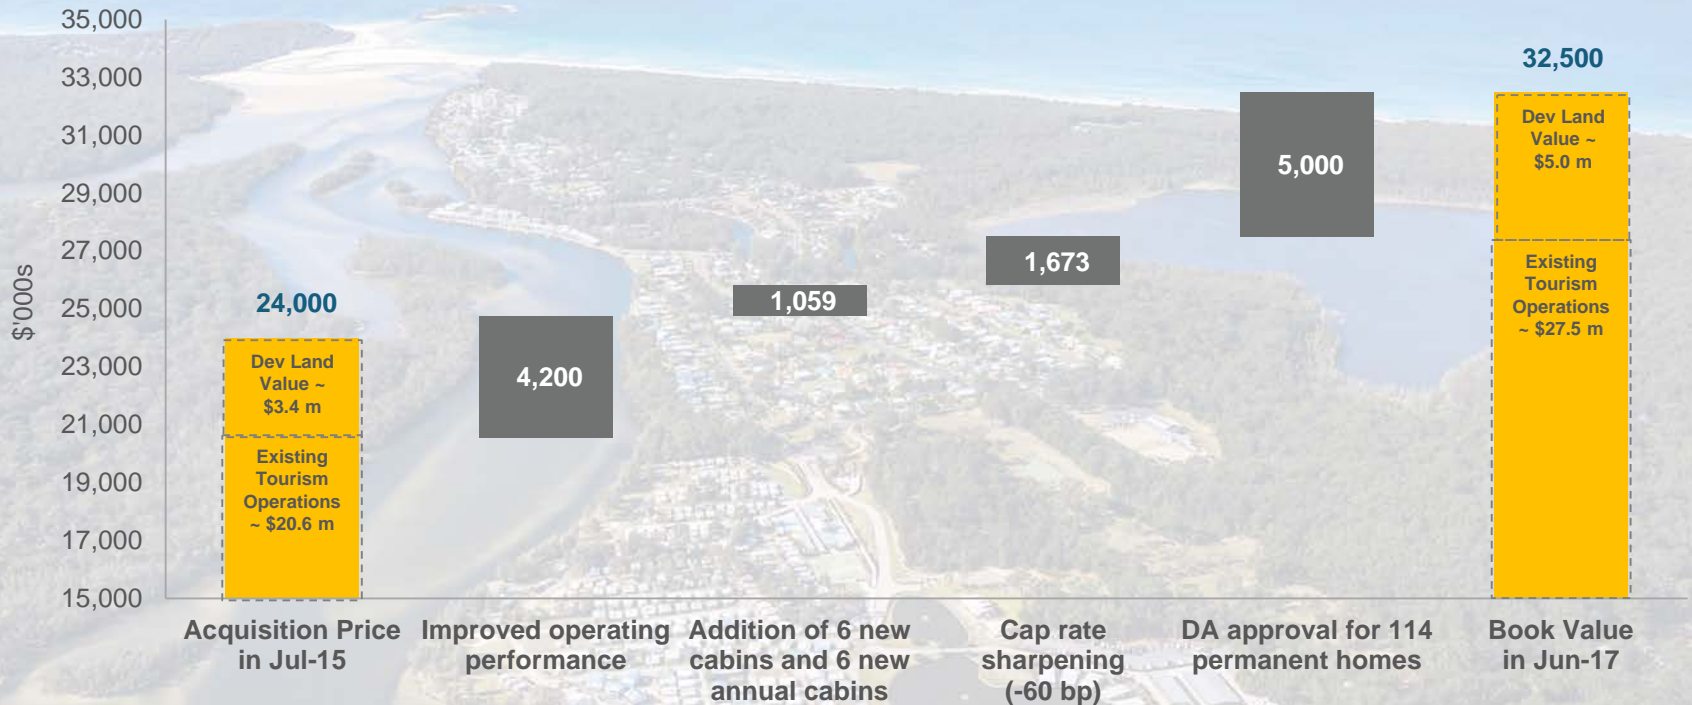 35,000
33,000
31,000
29,000
27,000
25,000
23,000
21,000
19,000
17,000
15,000
$'000s
24,000
Dev Land
Value ~
$3.4 m
Existing
Tourism
Operations
~ $20.6 m
4,200
1,059
1,673
5,000
32,500
Dev Land
Value ~
$5.0 m
Existing
Tourism
Operations
~ $27.5 m
Acquisition Price
in Jul-15
Improved operating
performance
Addition of 6 new
cabins and 6 new
annual cabins
Cap rate
sharpening
(-60 bp)
DA approval for 114
permanent homes
Book Value
in Jun-17